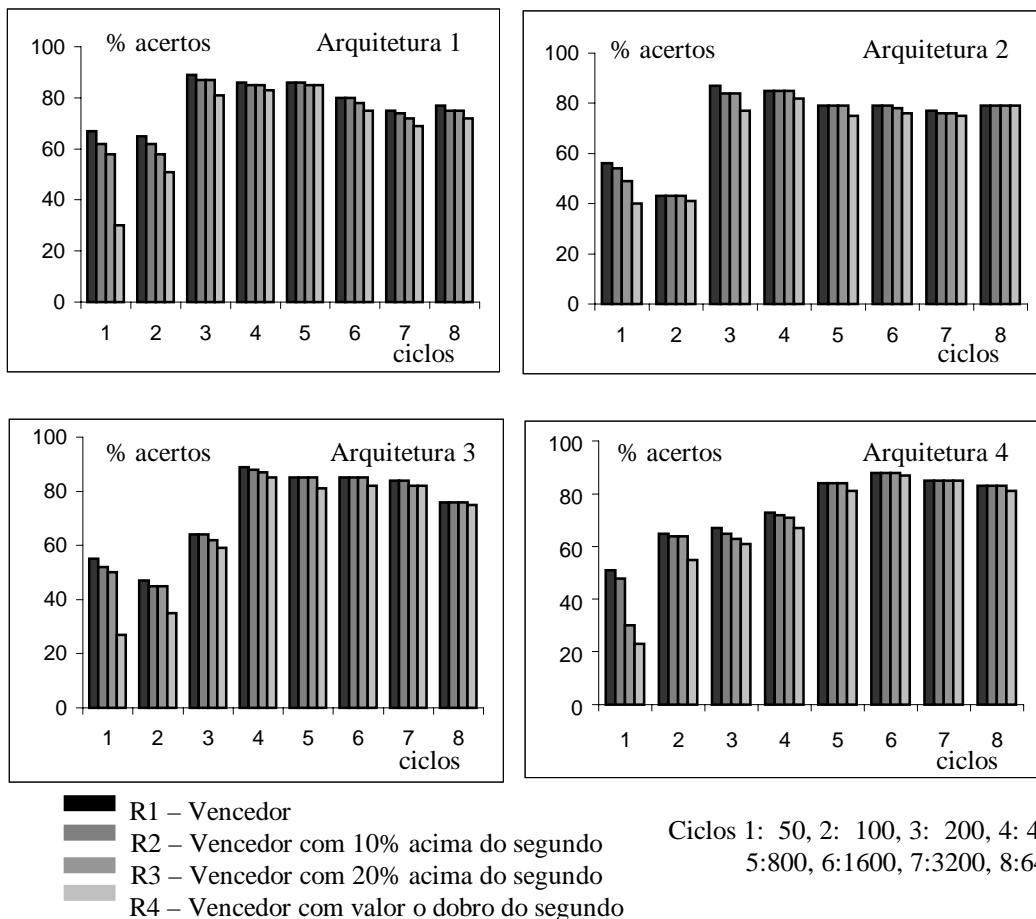 % acertos Arquitetura 1
100
80
60
40
20
0
1 2 3 4 5 6 7 8
ciclos
% acertos Arquitetura 2
100
80
60
40
20
0
1 2 3 4 5 6 7 8
ciclos
% acertos Arquitetura 3
100
80
60
40
20
0
1 2 3 4 5 6 7 8
ciclos
% acertos Arquitetura 4
100
80
60
40
20
0
1 2 3 4 5 6 7 8
ciclos
R1 – Vencedor
R2 – Vencedor com 10% acima do segundo
R3 – Vencedor com 20% acima do segundo
R4 – Vencedor com valor o dobro do segundo
Ciclos 1: 50, 2: 100, 3: 200, 4:
5:800, 6:1600, 7:3200,